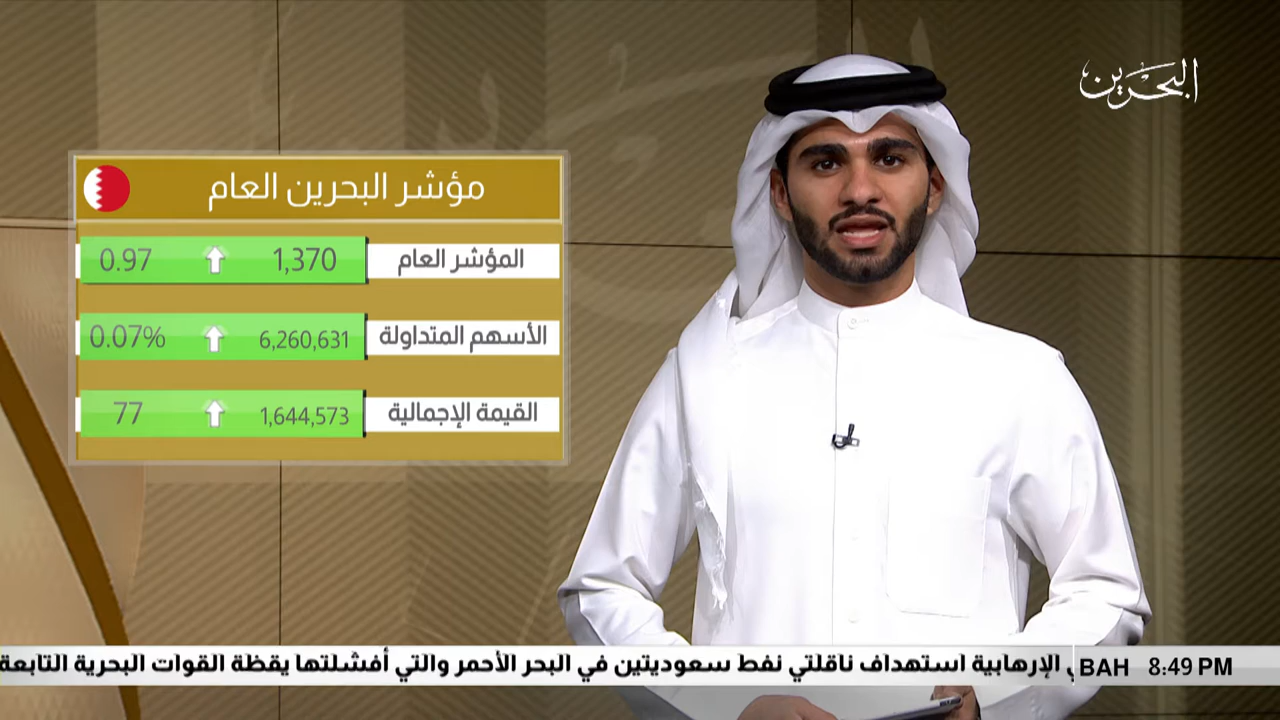 البحرين
مؤشر البحرين العام
المؤشر العام 1,370 0.97
الأسهم المتداولة 6,260,631 0.07%
القيمة الإجمالية 1,644,573 77
الإرهابية استهداف ناقلتي نفط سعوديتين في البحر الأحمر والتي أفشلتها يقظة القوات البحرية التابعة
BAH 8:49 PM